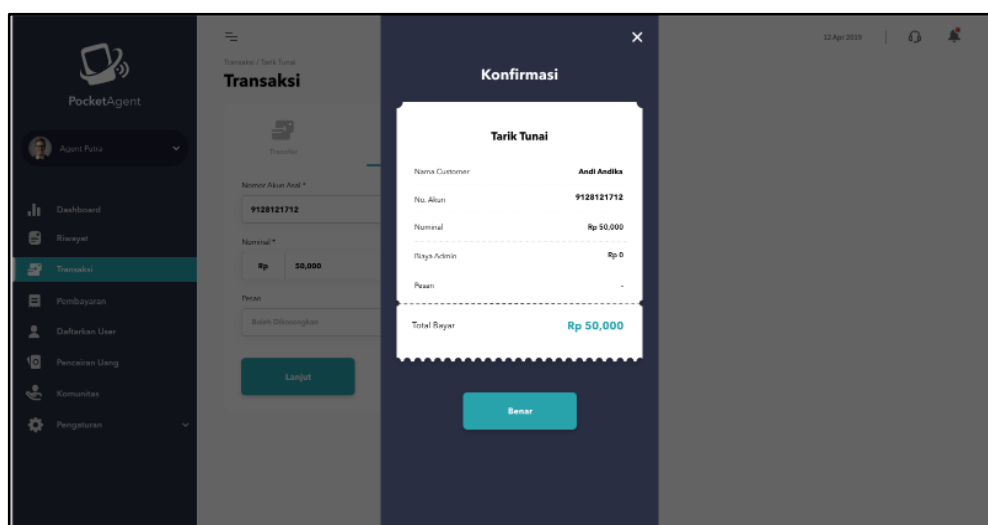 PocketAgent
Agent Putra
Dashboard
Riwayat
Transaksi
Pembayaran
Daftarkan User
Pencairan Uang
Komunitas
Pengaturan
Transaksi / Tarik Tunai
Transaksi
Transfer
Nomor Akun Asal *
9128121712
Nominal *
Rp 50,000
Pesan
Boleh Dikosongkan
Lanjut
Konfirmasi
Tarik Tunai
Nama Customer Andi Andika
No. Akun 9128121712
Nominal Rp 50,000
Biaya Admin Rp 0
Pesan -
Total Bayar Rp 50,000
Benar
12 Apr 2019